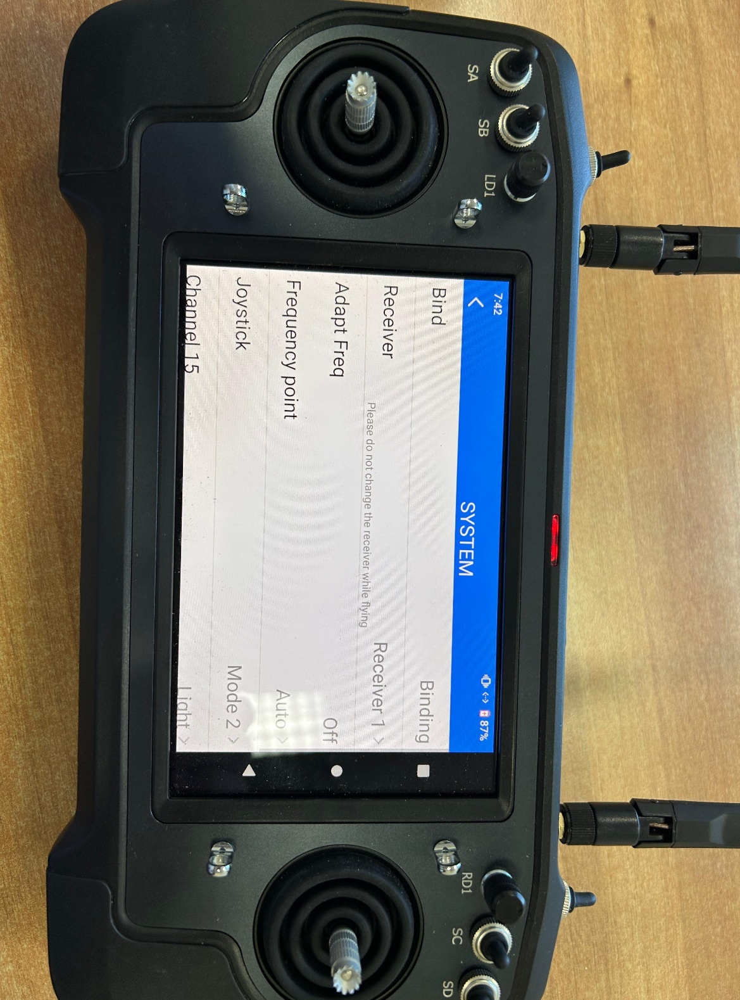 SA
SB
LD1
7:42
87%
SYSTEM
Bind
Binding
Receiver
Receiver 1
Please do not change the receiver while flying
Adapt Freq
Off
Frequency point
Auto
Joystick
Mode 2
Channel 15
Light
RD1
SC
SD